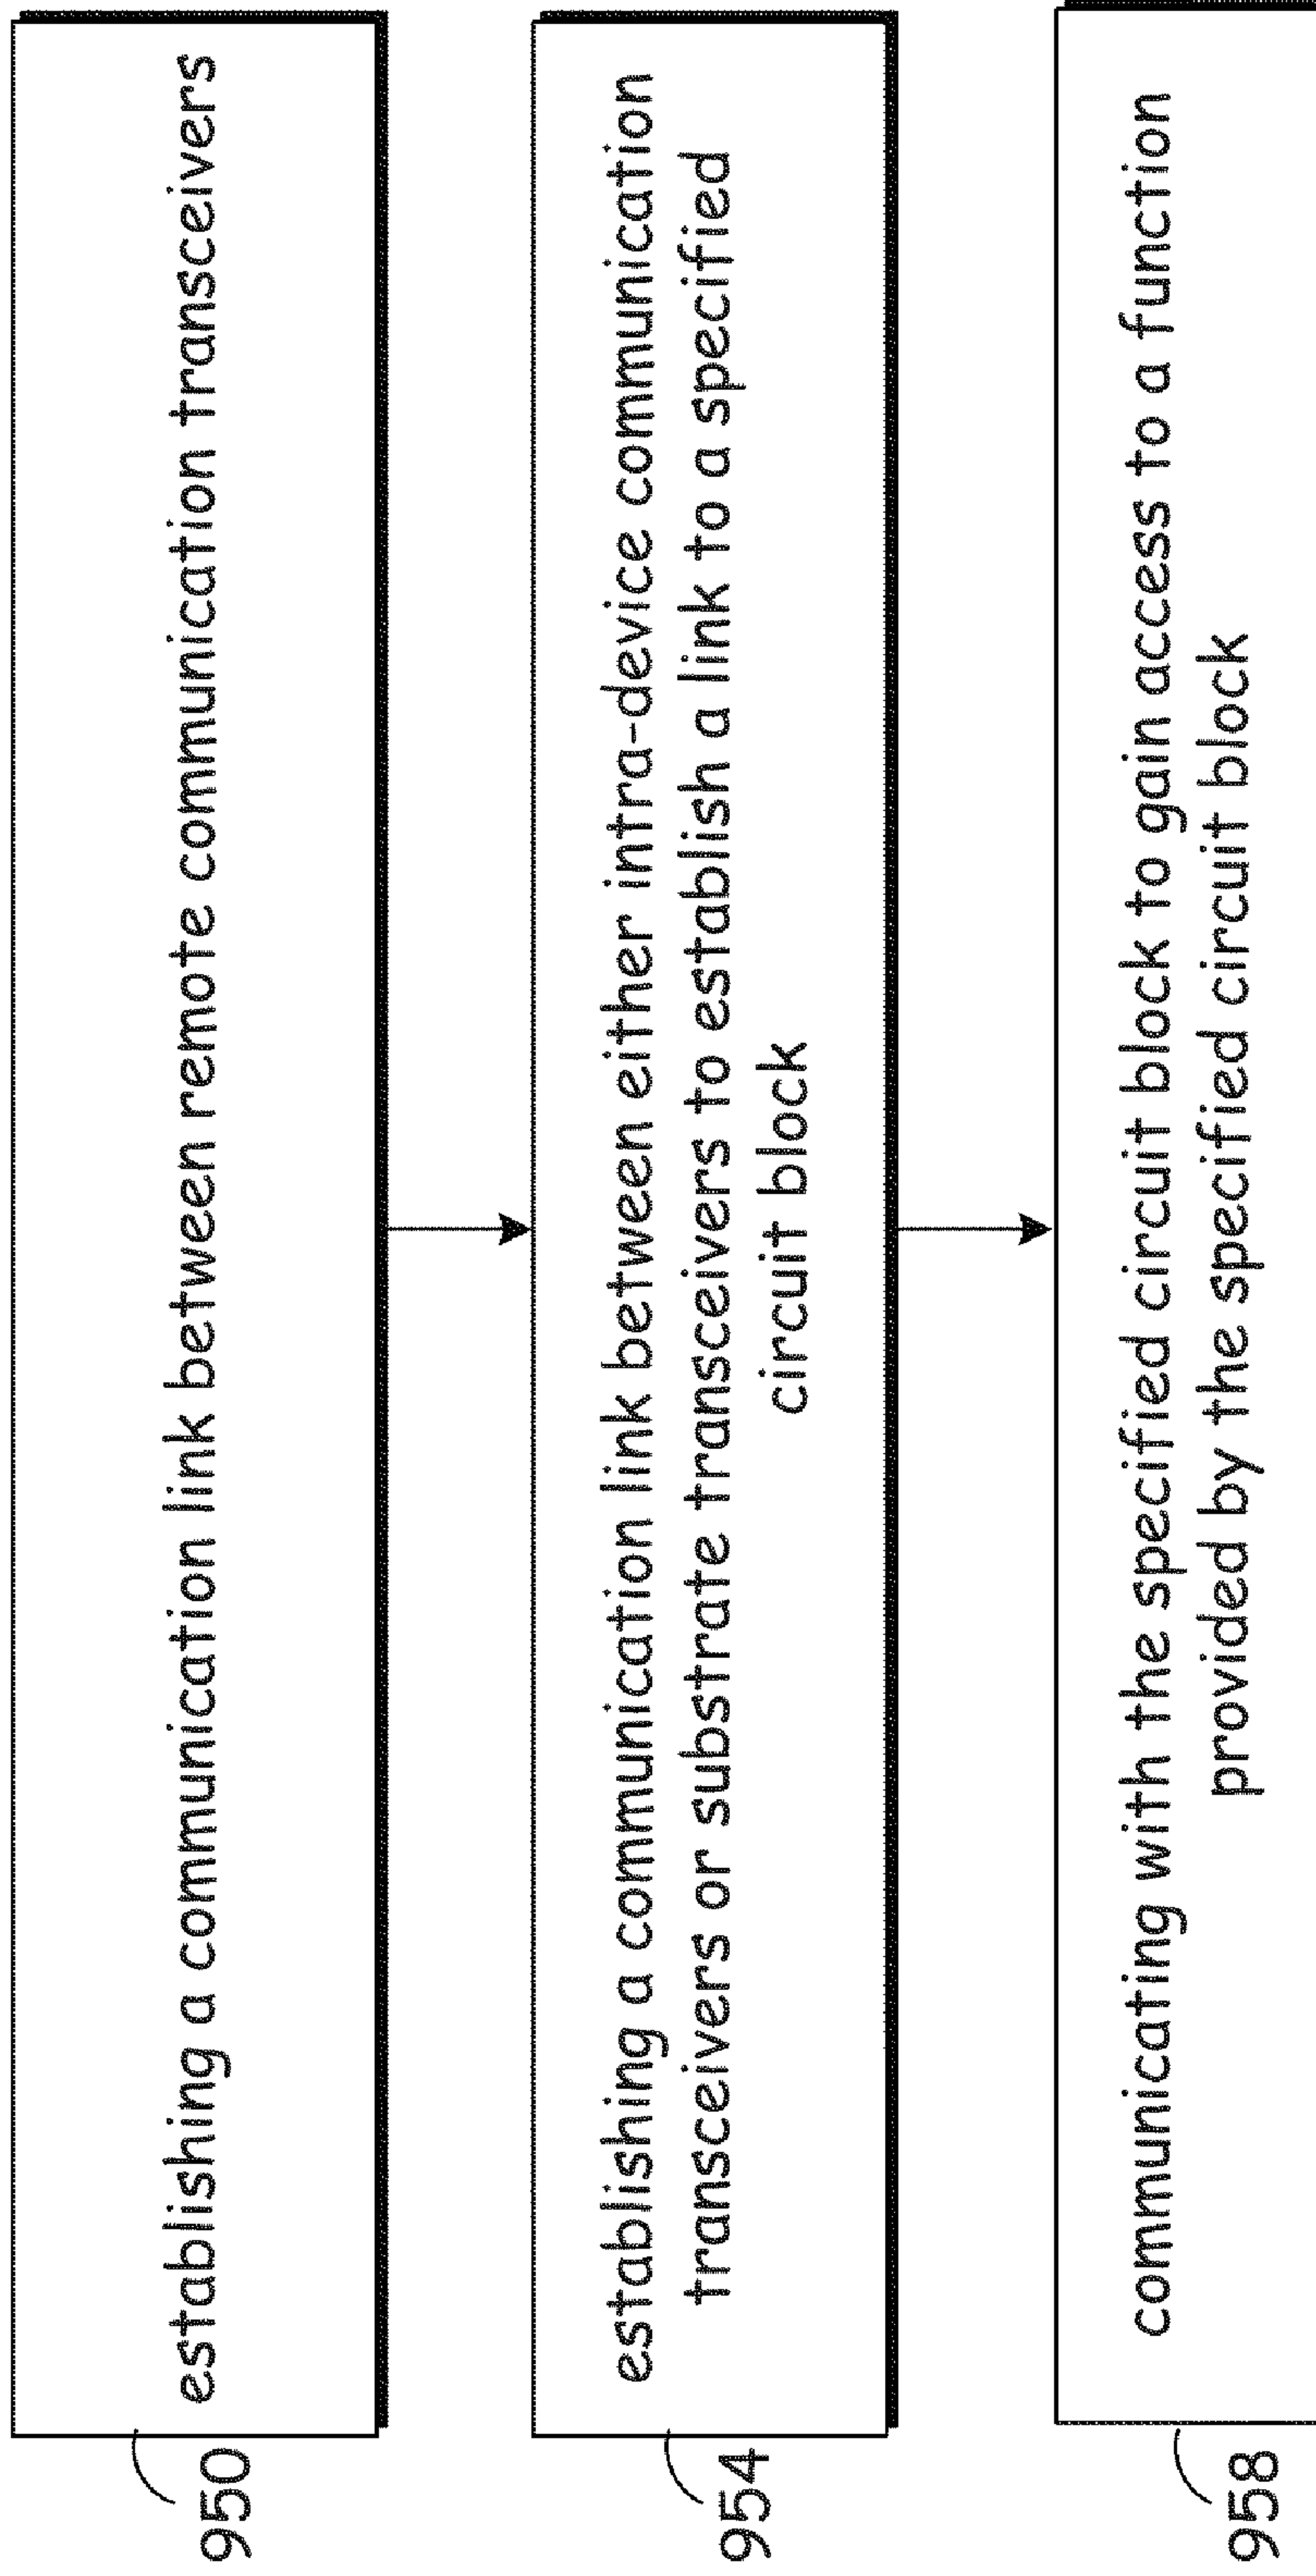 establishing a communication link between remote communication transceivers
950
establishing a communication link between either intra-device communication
transceivers or substrate transceivers to establish a link to a specified
circuit block
954
communicating with the specified circuit block to gain access to a function
provided by the specified circuit block
958